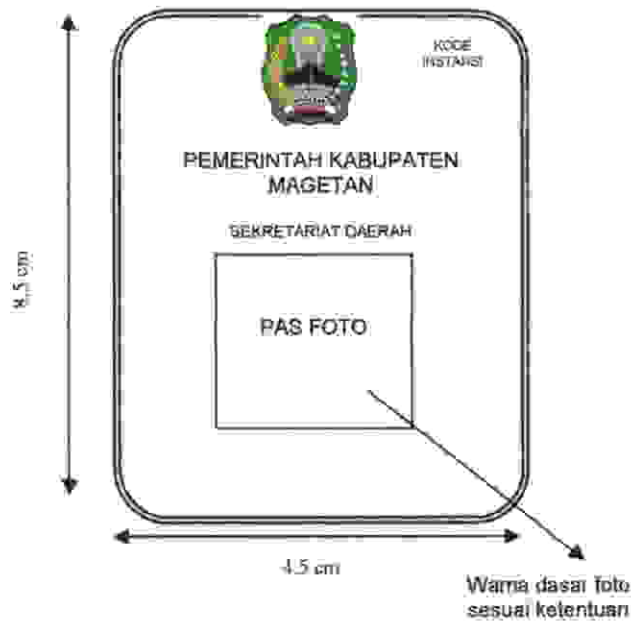 KODE
INSTANSI
PEMERINTAH KABUPATEN
MAGETAN
SEKRETARIAT DAERAH
PAS FOTO
8,5 cm
4.5 cm
Warna dasar foto
sesuai ketentuan